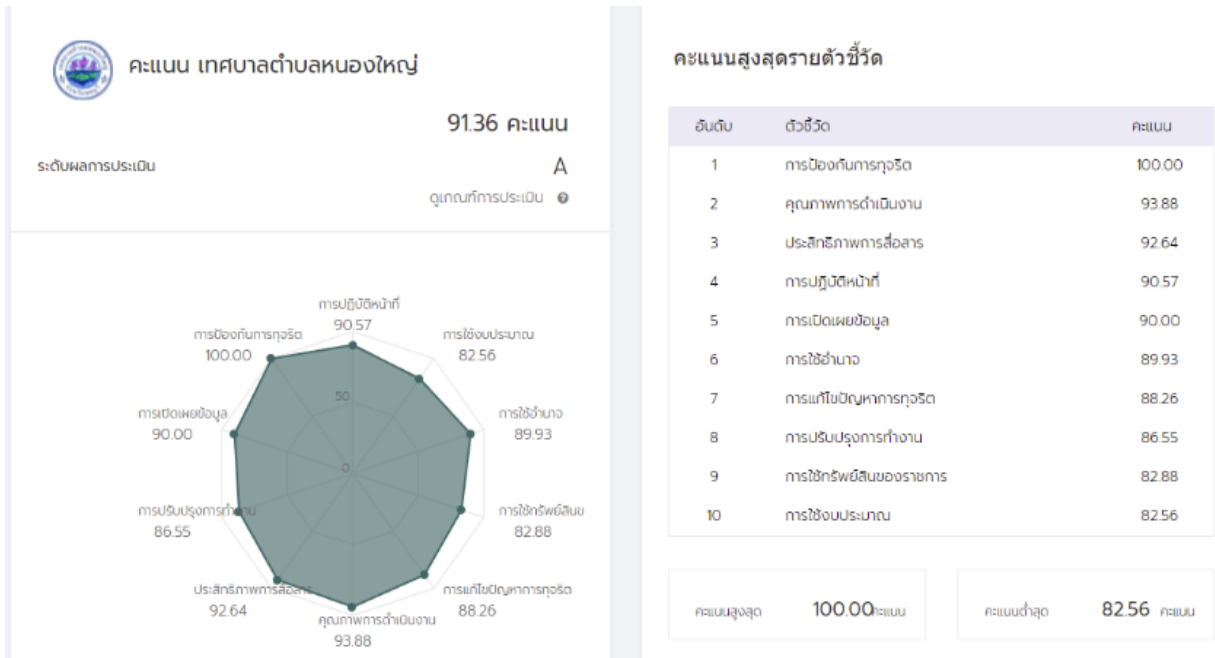 คะแนน เทศบาลตำบลหนองใหญ่
91.36 คะแนน
ระดับผลการประเมิน A
ดูเกณฑ์การประเมิน
การปฏิบัติหน้าที่
90.57
การใช้งบประมาณ
82.56
การใช้อำนาจ
89.93
การใช้ทรัพย์สินข
82.88
การแก้ไขปัญหาการทุจริต
88.26
คุณภาพการดำเนินงาน
93.88
ประสิทธิภาพการสื่อสาร
92.64
การปรับปรุงการทำงาน
86.55
การเปิดเผยข้อมูล
90.00
การป้องกันการทุจริต
100.00
50
0
คะแนนสูงสุดรายตัวชี้วัด
อันดับ ตัวชี้วัด คะแนน
1 การป้องกันการทุจริต 100.00
2 คุณภาพการดำเนินงาน 93.88
3 ประสิทธิภาพการสื่อสาร 92.64
4 การปฏิบัติหน้าที่ 90.57
5 การเปิดเผยข้อมูล 90.00
6 การใช้อำนาจ 89.93
7 การแก้ไขปัญหาการทุจริต 88.26
8 การปรับปรุงการทำงาน 86.55
9 การใช้ทรัพย์สินของราชการ 82.88
10 การใช้งบประมาณ 82.56
คะแนนสูงสุด 100.00 คะแนน
คะแนนต่ำสุด 82.56 คะแนน